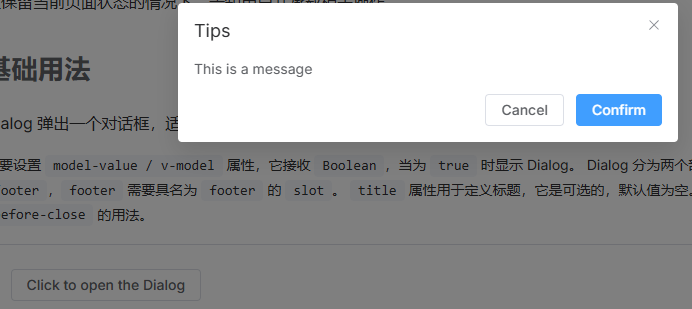 保留当前页面状态的情况下
Tips
This is a message
Cancel
Confirm
基础用法
alog 弹出一个对话框，适
要设置 model-value / v-model 属性，它接收 Boolean ，当为 true 时显示 Dialog。 Dialog 分为两个
ooter ， footer 需要具名为 footer 的 slot 。 title 属性用于定义标题，它是可选的，默认值为空。
efore-close 的用法。
Click to open the Dialog